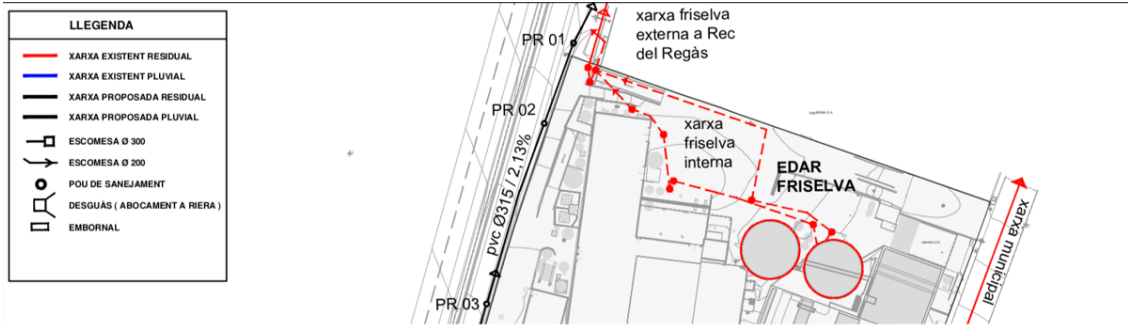 LLEGENDA
XARXA EXISTENT RESIDUAL
XARXA EXISTENT PLUVIAL
XARXA PROPOSADA RESIDUAL
XARXA PROPOSADA PLUVIAL
ESCOMESA Ø 300
ESCOMESA Ø 200
POU DE SANEJAMENT
DESGUÀS ( ABOCAMENT A RIERA )
EMBORNAL
PR 01
PR 02
pvc Ø315 / 2,13%
PR 03
xarxa friselva
externa a Rec
del Regàs
xarxa
friselva
interna
EDAR
FRISELVA
xarxa municipal